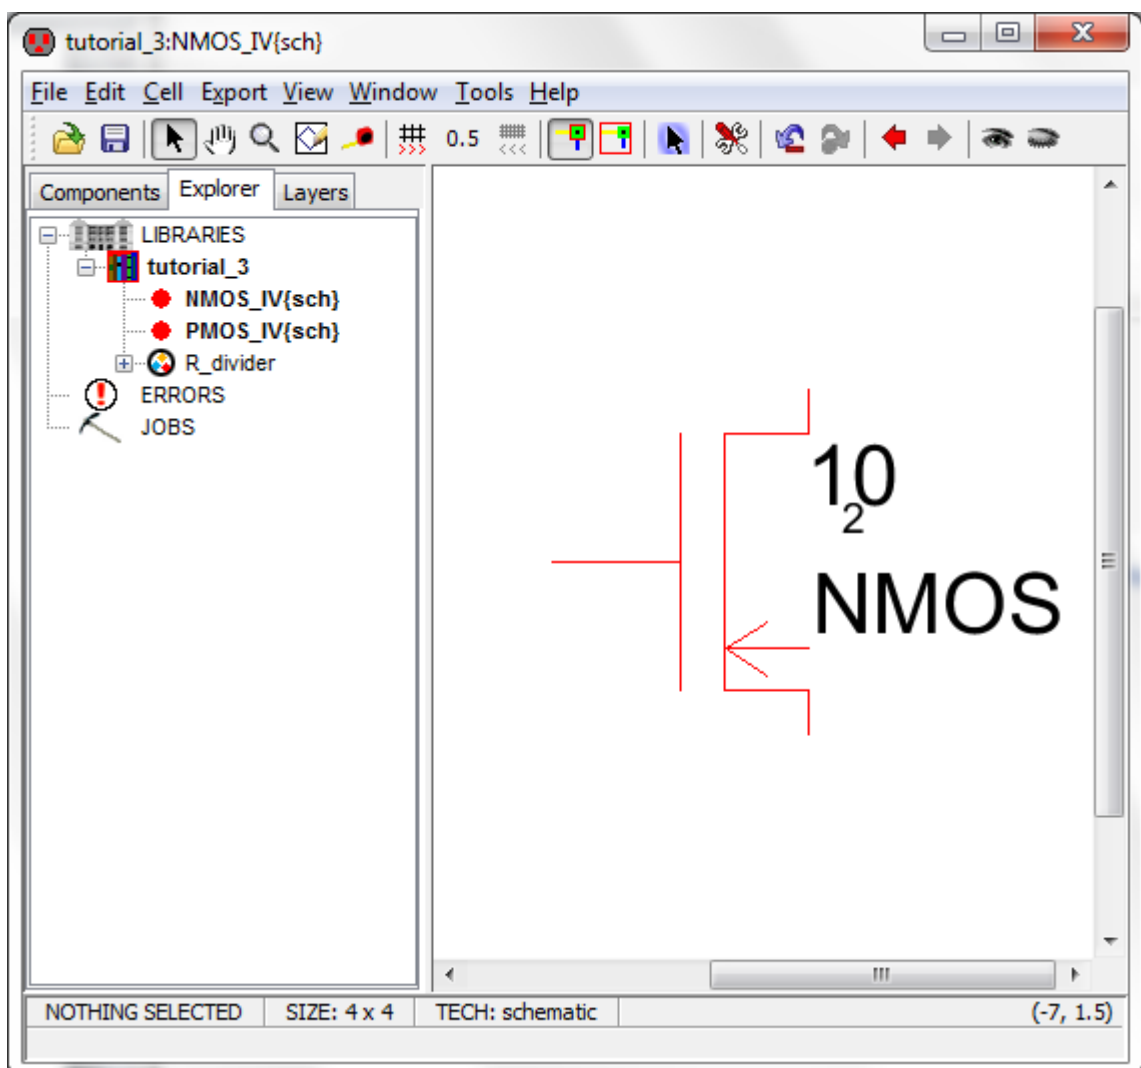 tutorial_3:NMOS_IV{sch}
File Edit Cell Export View Window Tools Help
0.5
Components Explorer Layers
LIBRARIES
tutorial_3
NMOS_IV{sch}
PMOS_IV{sch}
R_divider
ERRORS
JOBS
10
2
NMOS
NOTHING SELECTED SIZE: 4 x 4 TECH: schematic (-7, 1.5)